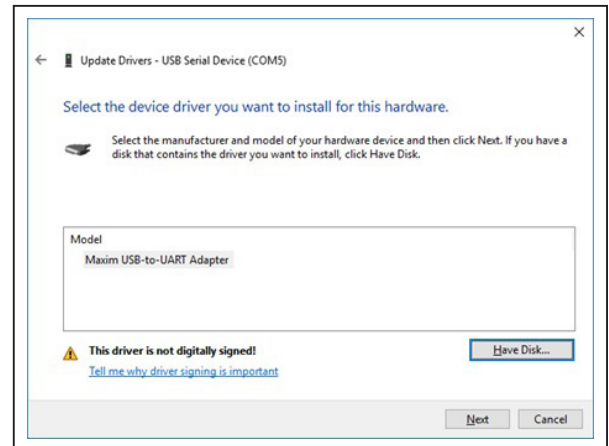 Update Drivers - USB Serial Device (COM5)
Select the device driver you want to install for this hardware.
Select the manufacturer and model of your hardware device and then click Next. If you have a
disk that contains the driver you want to install, click Have Disk.
Model
Maxim USB-to-UART Adapter
This driver is not digitally signed!
Have Disk...
Tell me why driver signing is important
Next Cancel